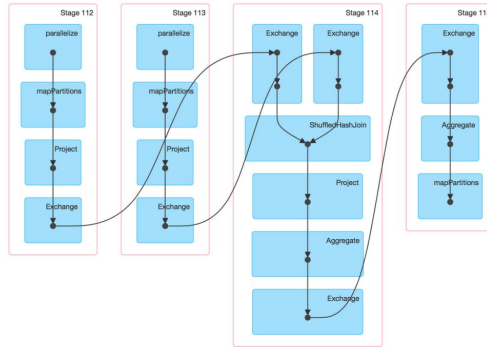 Stage 112
parallelize
mapPartitions
Project
Exchange
Stage 113
parallelize
mapPartitions
Project
Exchange
Stage 114
Exchange
Exchange
ShuffledHashJoin
Project
Aggregate
Exchange
Exchange
Aggregate
mapPartitions